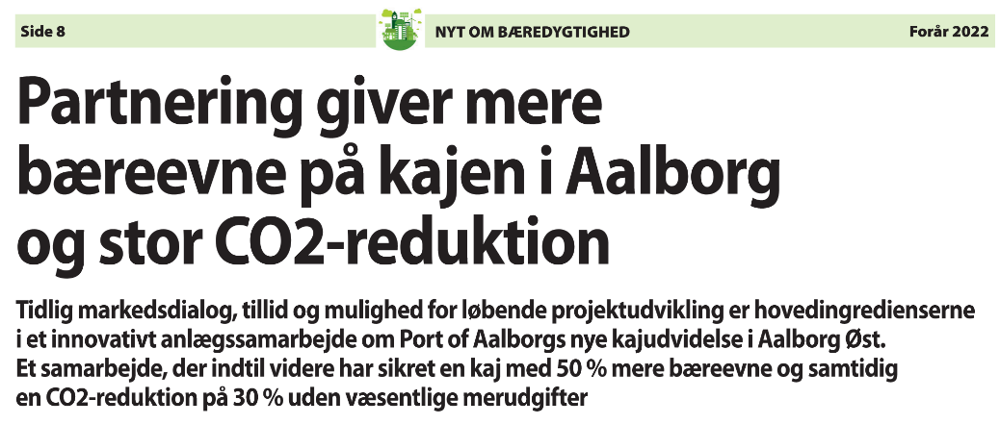 Side 8 NYT OM BÆREDYGTIGHED Forår 2022
Partnering giver mere
bæreevne på kajen i Aalborg
og stor CO2-reduktion
Tidlig markedsdialog, tillid og mulighed for løbende projektudvikling er hovedingredienserne
i et innovativt anlægssamarbejde om Port of Aalborgs nye kajudvidelse i Aalborg Øst.
Et samarbejde, der indtil videre har sikret en kaj med 50 % mere bæreevne og samtidig
en CO2-reduktion på 30 % uden væsentlige merudgifter